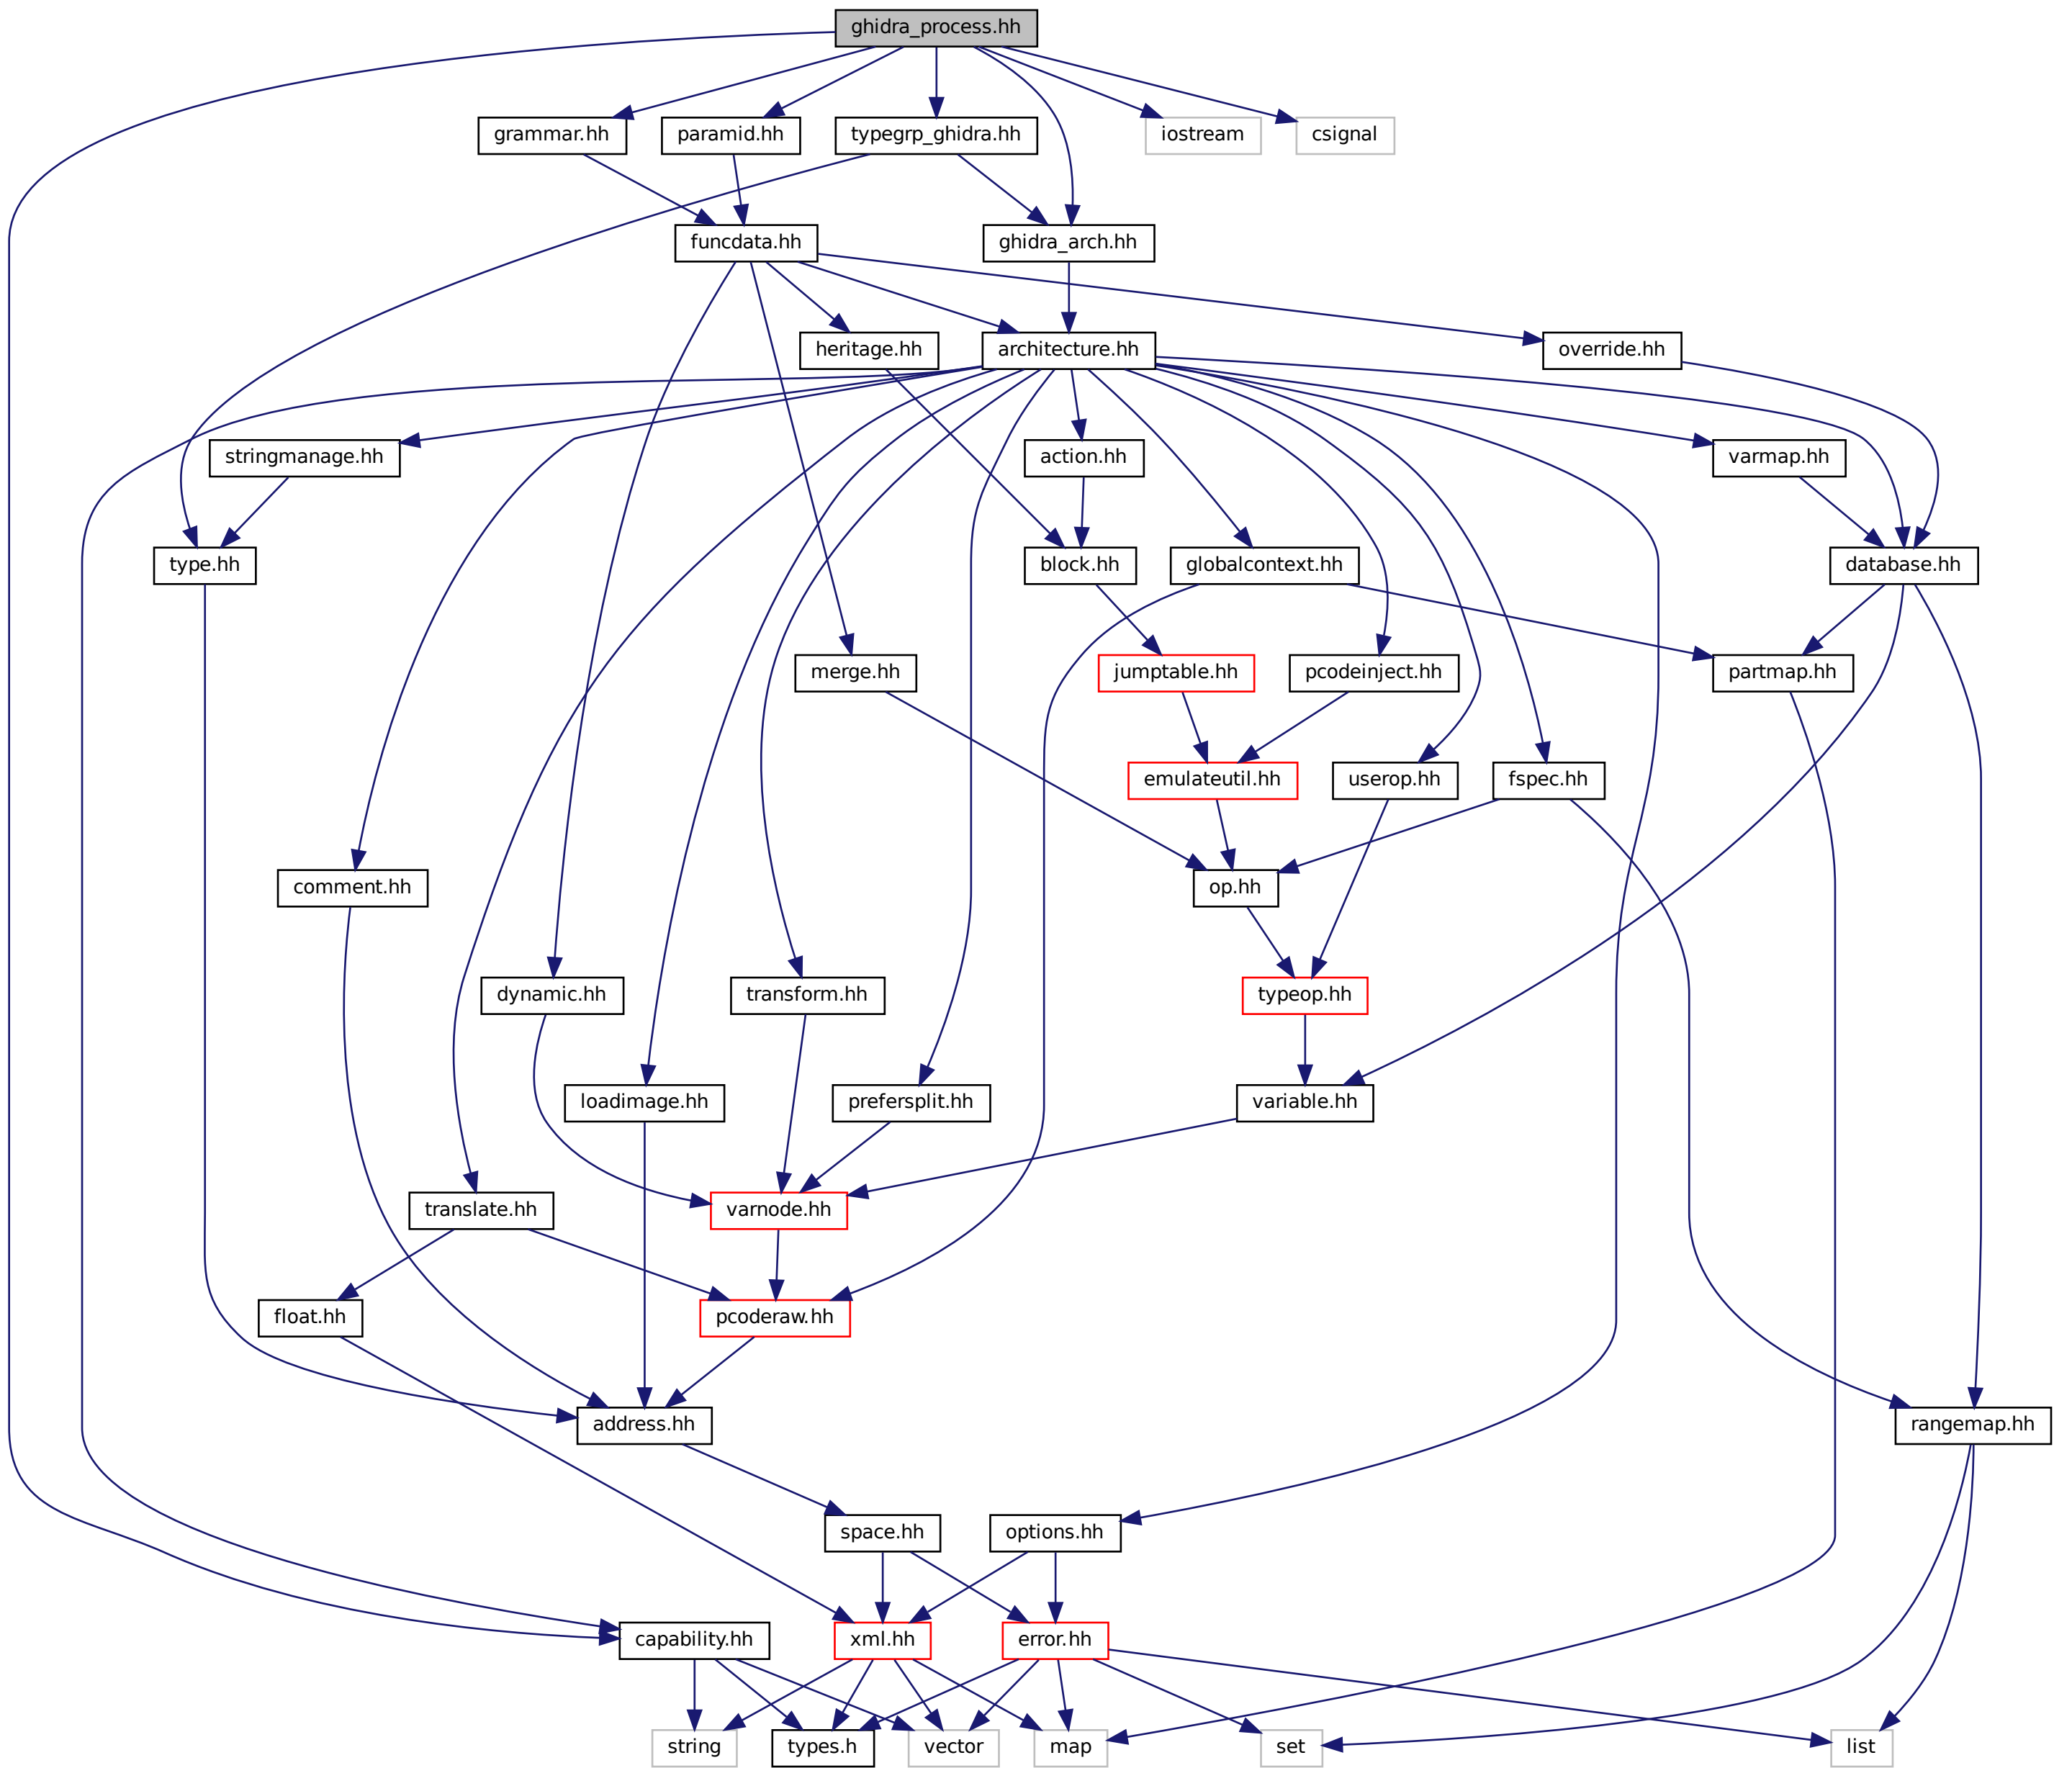 ghidra_process.hh
grammar.hh
paramid.hh
typegrp_ghidra.hh
iostream
csignal
funcdata.hh
ghidra_arch.hh
heritage.hh
architecture.hh
override.hh
stringmanage.hh
action.hh
varmap.hh
type.hh
block.hh
globalcontext.hh
database.hh
merge.hh
jumptable.hh
pcodeinject.hh
partmap.hh
emulateutil.hh
userop.hh
fspec.hh
comment.hh
op.hh
dynamic.hh
transform.hh
typeop.hh
loadimage.hh
prefersplit.hh
variable.hh
translate.hh
varnode.hh
float.hh
pcoderaw.hh
address.hh
rangemap.hh
space.hh
options.hh
capability.hh
xml.hh
error.hh
string
types.h
vector
map
set
list